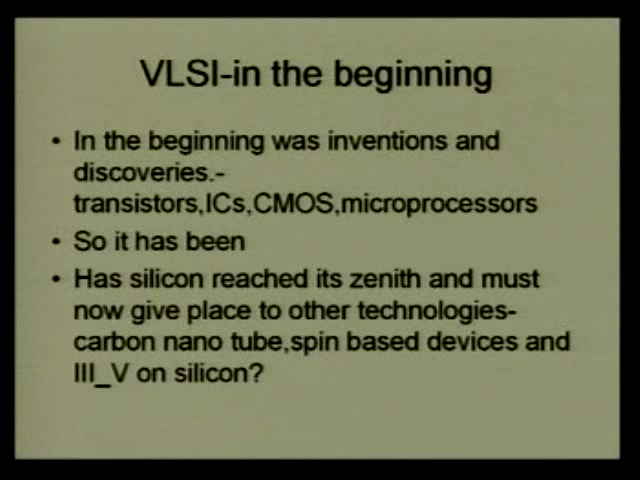 VLSI-in the beginning
• In the beginning was inventions and
discoveries.-
transistors,ICs,CMOS,microprocessors
• So it has been
• Has silicon reached its zenith and must
now give place to other technologies-
carbon nano tube,spin based devices and
III_V on silicon?